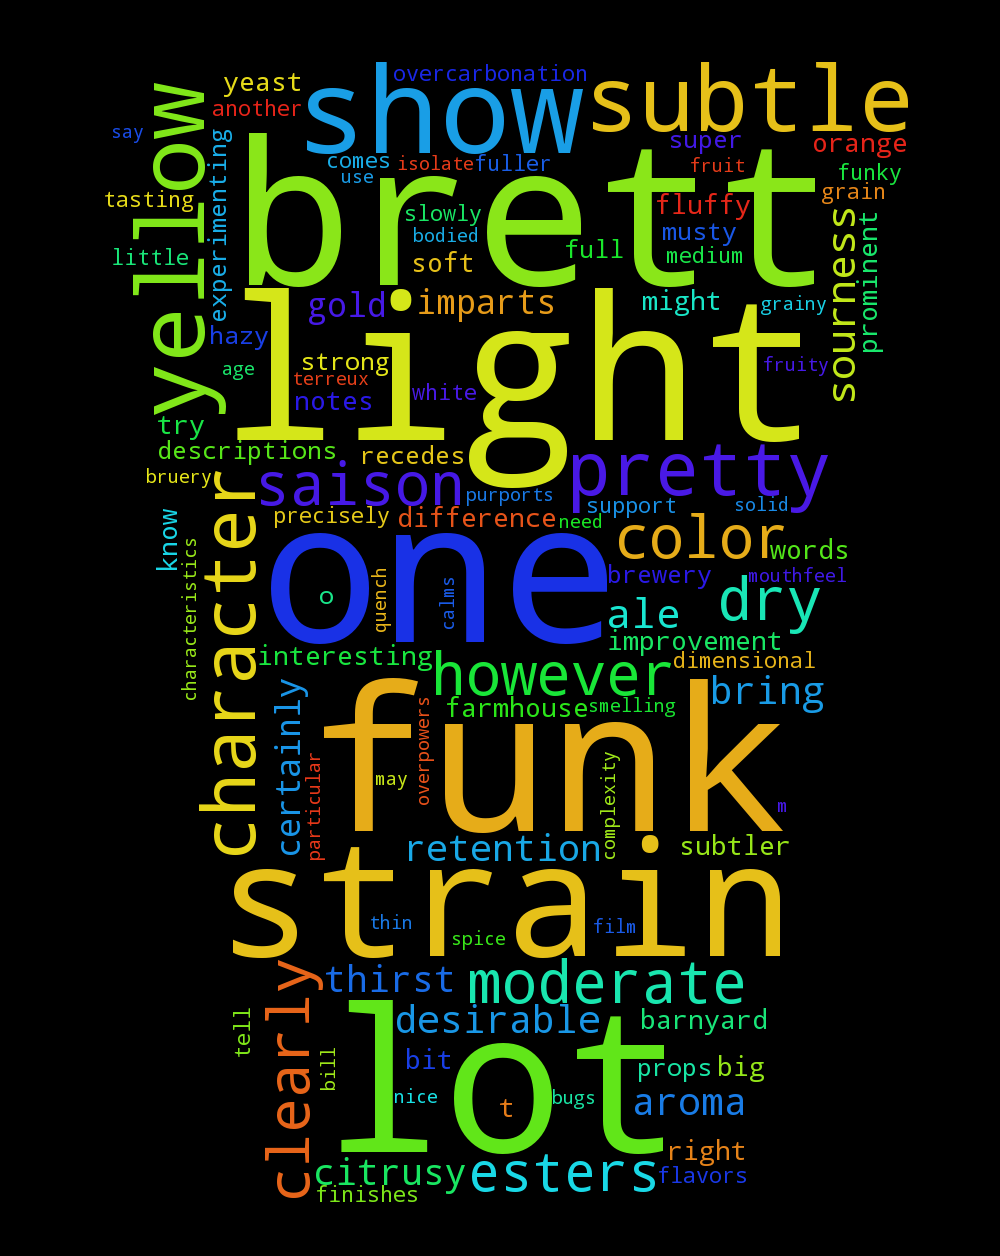 overcarbonation
show
subtle
yeast
another
say
yellow
experimenting
super
orange
brett
comes
isolate
fuller
use
fruit
funky
tasting
grain
slowly
fluffy
bodied
musty
full
medium
little
soft
sourness
prominent
light
gold
imparts
might
grainy
hazy
strong
age
terreux
notes
white
fruity
try
descriptions
recedes
pretty
saison
bruery
purports
support
solid
character
precisely
difference
need
one
color
words
know
characteristics
o
quench
calms
brewery
mouthfeel
ale
dry
improvement
interesting
however
dimensional
farmhouse
smelling
bring
funk
certainly
particular
overpowers
may
complexity
m
retention
subtler
strain
thin
spice
film
thirst
moderate
clearly
desirable
barnyard
tell
lot
bit
bill
props
big
nice
t
bugs
aroma
right
citrusy
esters
flavors
finishes